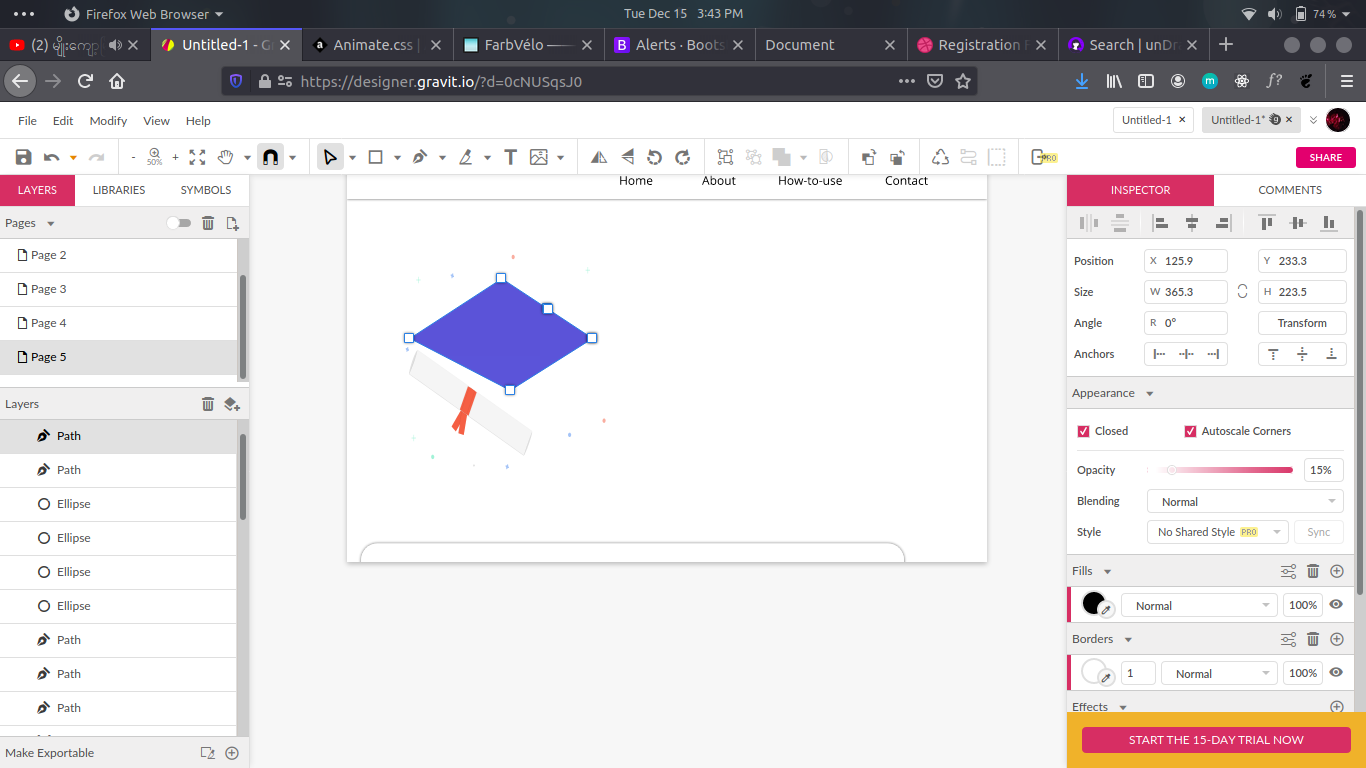 Firefox Web Browser
Tue Dec 15 3:43 PM
74 %
Untitled-1 - G
Animate.css |
FarbVélo
Alerts · Boots
Document
Registration F
Search | unDra
https://designer.gravit.io/?d=0cNUSqsJ0
File Edit Modify View Help
Untitled-1
Untitled-1*
50%
PRO
SHARE
LAYERS LIBRARIES SYMBOLS
INSPECTOR COMMENTS
Pages
Page 2
Page 3
Page 4
Page 5
Layers
Path
Path
Ellipse
Ellipse
Ellipse
Ellipse
Path
Path
Path
Make Exportable
Home About How-to-use Contact
Position X 125.9 Y 233.3
Size W 365.3 H 223.5
Angle R 0° Transform
Anchors
Appearance
Closed Autoscale Corners
Opacity 15%
Blending Normal
Style No Shared Style PRO Sync
Fills
Normal 100%
Borders
1 Normal 100%
Effects
START THE 15-DAY TRIAL NOW